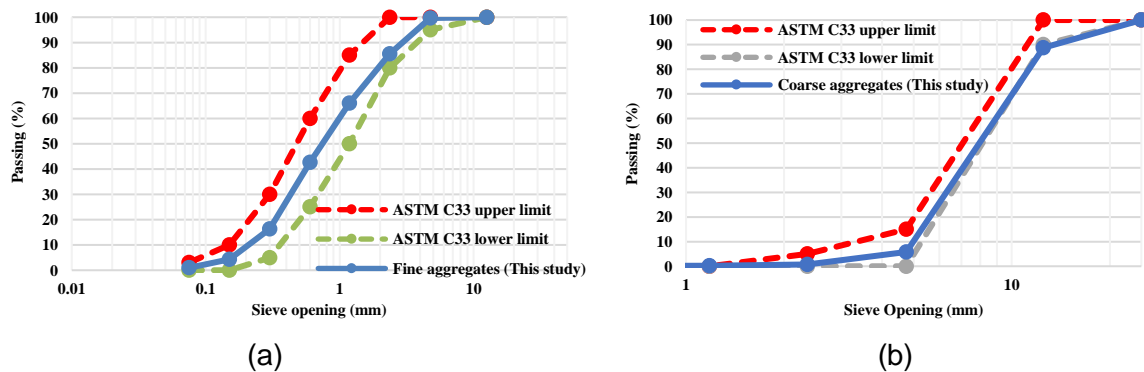 100
90
80
70
60
50
40
30
20
10
0
Passing (%)
0.01
0.1
1
10
Sieve opening (mm)
ASTM C33 upper limit
ASTM C33 lower limit
Fine aggregates (This study)
(a)
100
90
80
70
60
50
40
30
20
10
0
Passing (%)
1
10
Sieve Opening (mm)
ASTM C33 upper limit
ASTM C33 lower limit
Coarse aggregates (This study)
(b)